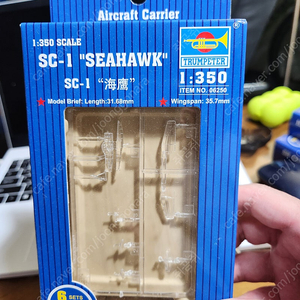 Aircraft Carrier
1:350 SCALE
SC-1 "SEAHAWK"
SC-1 “海鹰”
TRUMPETER
1:350
ITEM NO.06250
Model Brief: Length:31.68mm
Wingspan: 35.7mm
6 SETS